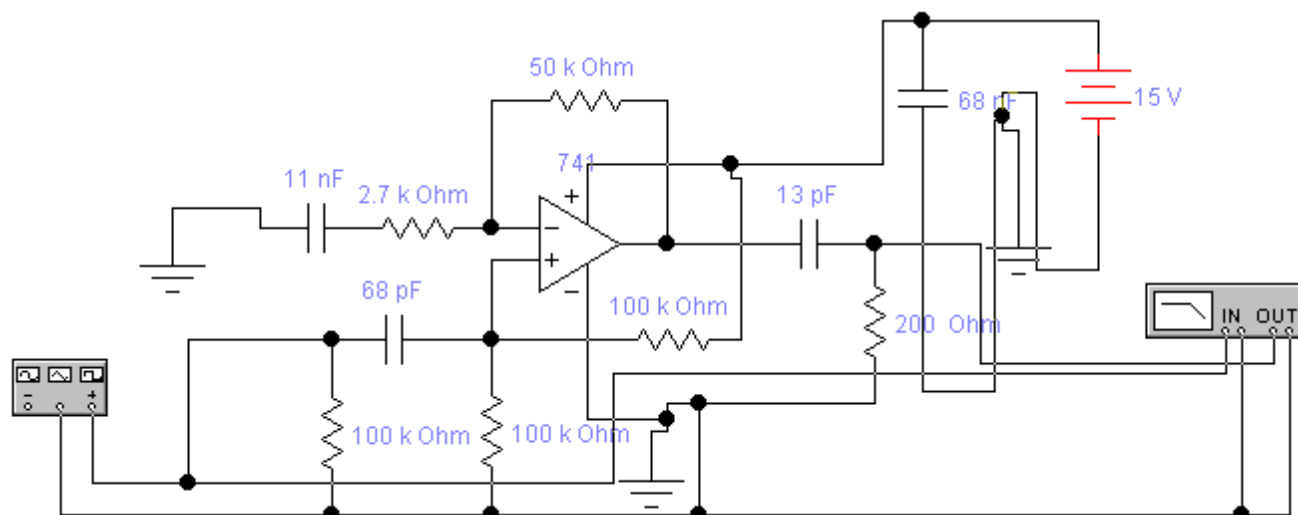 50 k Ohm
68 nF
15 V
741
11 nF
2.7 k Ohm
13 pF
+
−
+
−
68 pF
100 k Ohm
200 Ohm
IN OUT
− +
100 k Ohm
100 k Ohm